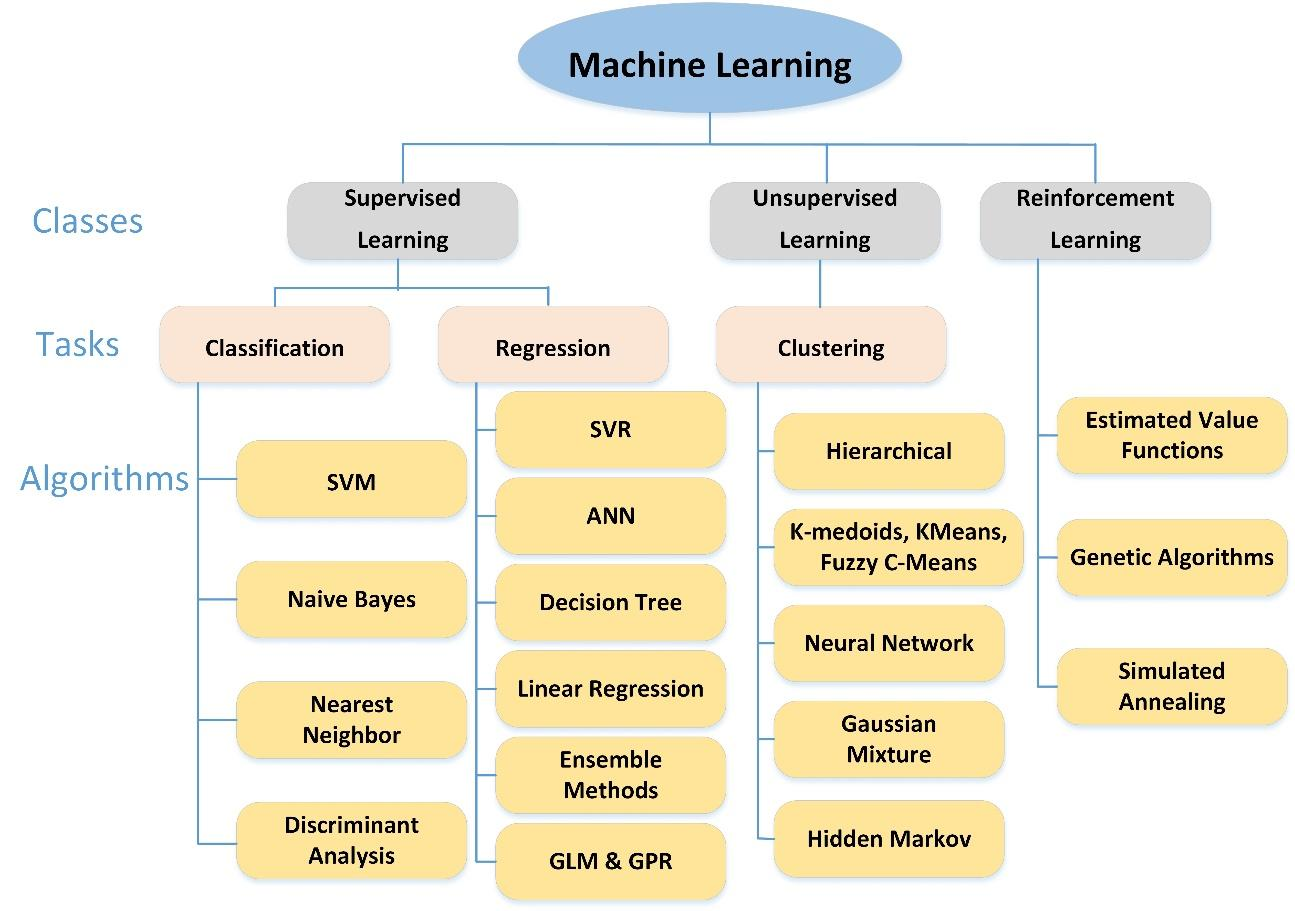 Machine Learning
Classes
Supervised
Learning
Unsupervised
Learning
Reinforcement
Learning
Tasks
Classification
Regression
Clustering
Algorithms
SVM
Naive Bayes
Nearest
Neighbor
Discriminant
Analysis
SVR
ANN
Decision Tree
Linear Regression
Ensemble
Methods
GLM & GPR
Hierarchical
K-medoids, KMeans,
Fuzzy C-Means
Neural Network
Gaussian
Mixture
Hidden Markov
Estimated Value
Functions
Genetic Algorithms
Simulated
Annealing